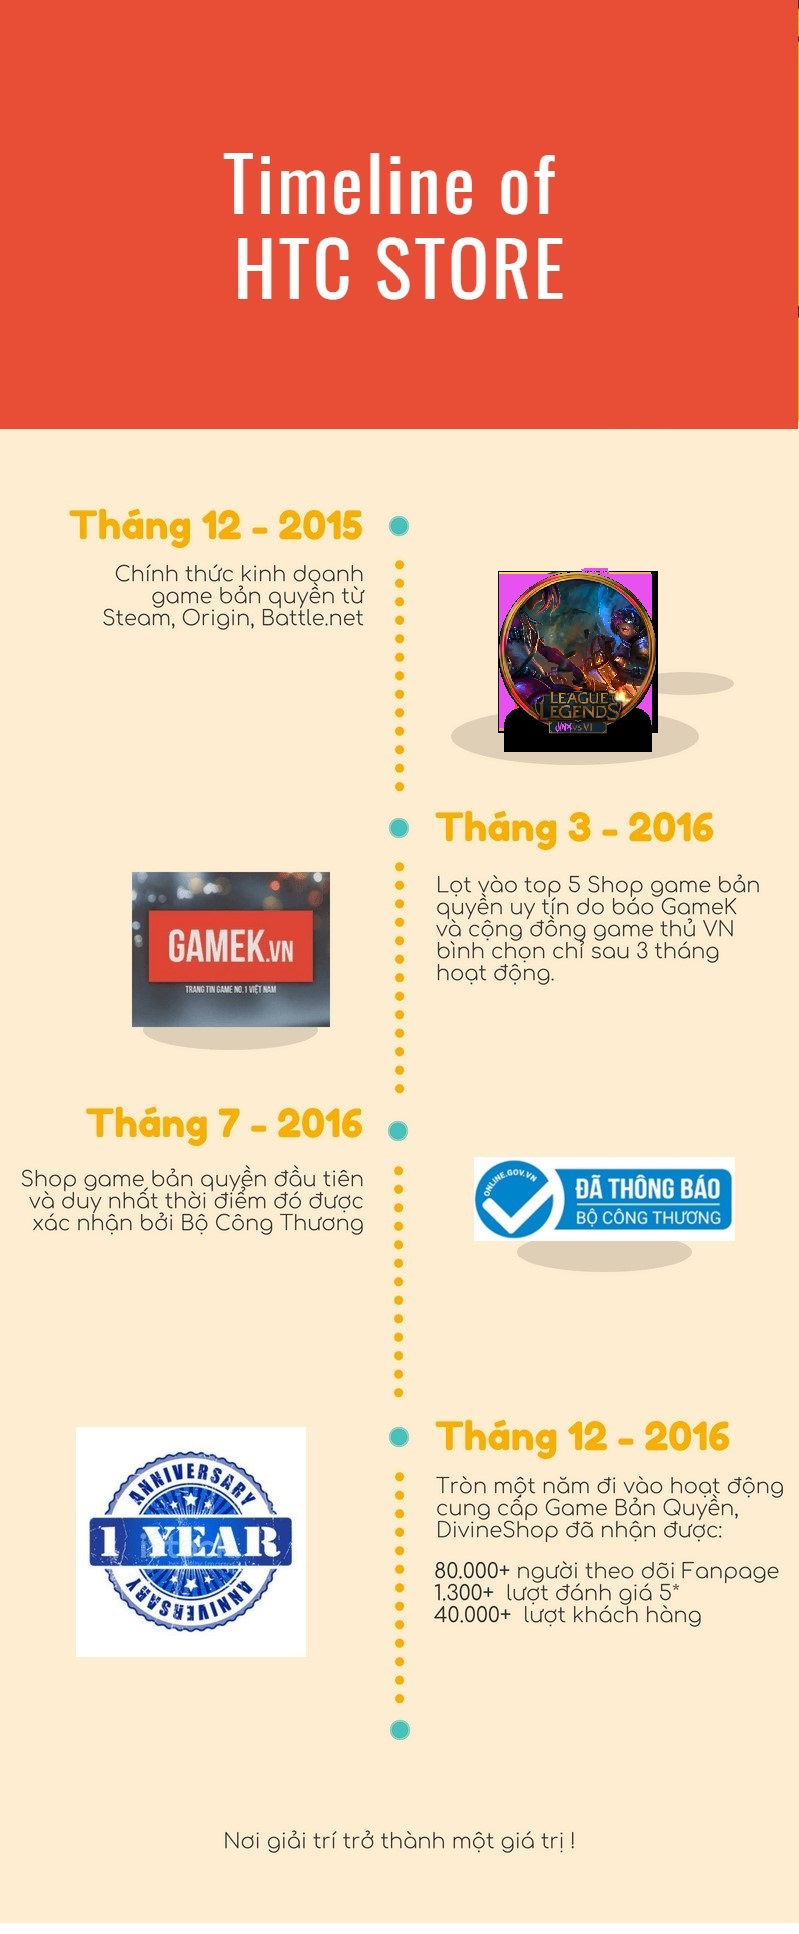 Timeline of
HTC STORE
Tháng 12 - 2015
Chính thức kinh doanh
game bản quyền từ
Steam, Origin, Battle.net
LEAGUE
LEGENDS
JINX VS VI
Tháng 3 - 2016
Lọt vào top 5 Shop game bản
quyền uy tín do báo GameK
và cộng đồng game thủ VN
bình chọn chỉ sau 3 tháng
hoạt động.
GAMEK.VN
TRANG TIN GAME NO. 1 VIỆT NAM
Tháng 7 - 2016
Shop game bản quyền đầu tiên
và duy nhất thời điểm đó được
xác nhận bởi Bộ Công Thương
ONLINE.GOV.VN
ĐÃ THÔNG BÁO
BỘ CÔNG THƯƠNG
Tháng 12 - 2016
Tròn một năm đi vào hoạt động
cung cấp Game Bản Quyền,
DivineShop đã nhận được:
80.000+ người theo dõi Fanpage
1.300+ lượt đánh giá 5*
40.000+ lượt khách hàng
ANNIVERSARY
1 YEAR
ANNIVERSARY
Nơi giải trí trở thành một giá trị !